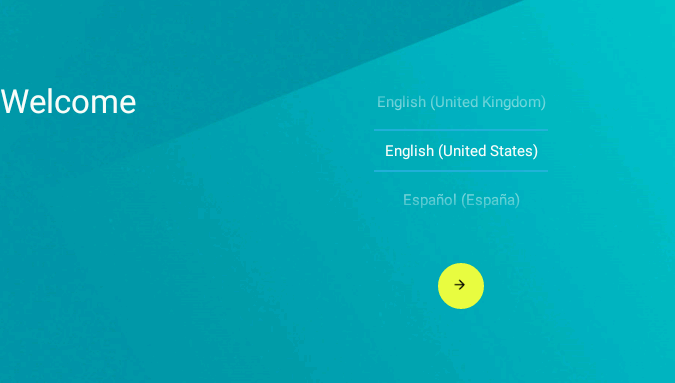 Welcome
English (United Kingdom)
English (United States)
Español (España)